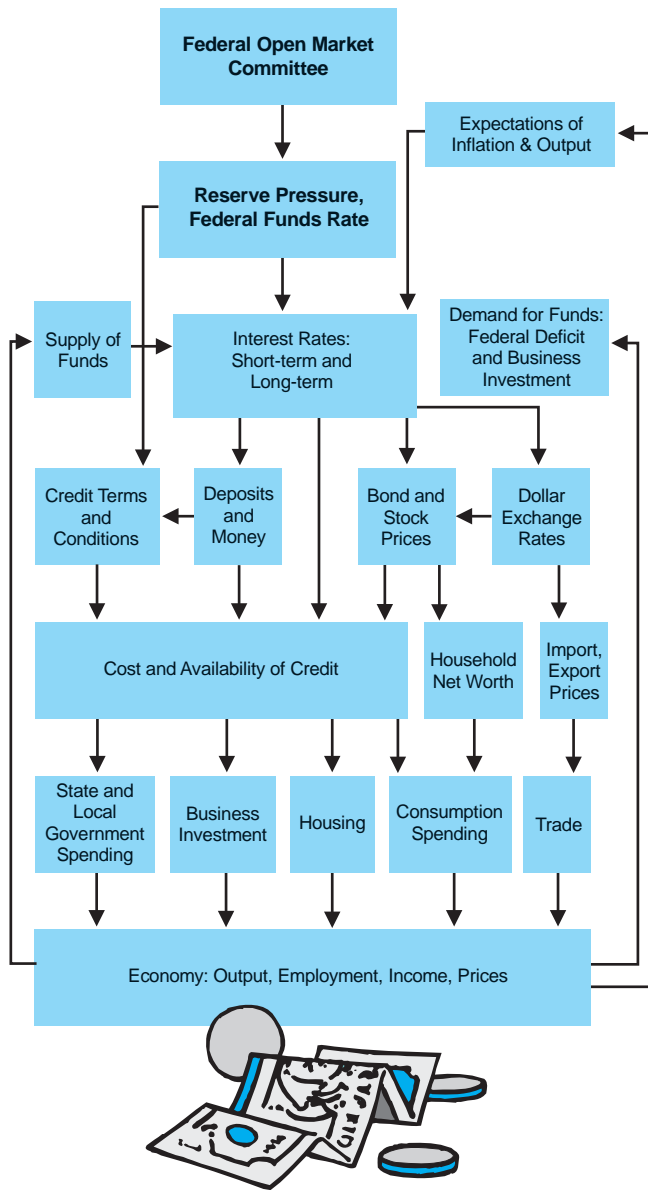 Federal Open Market
Committee
Expectations of
Inflation & Output
Reserve Pressure,
Federal Funds Rate
Supply of
Funds
Interest Rates:
Short-term and
Long-term
Demand for Funds:
Federal Deficit
and Business
Investment
Credit Terms
and
Conditions
Deposits
and
Money
Bond and
Stock
Prices
Dollar
Exchange
Rates
Cost and Availability of Credit
Household
Net Worth
Import,
Export
Prices
State and
Local
Government
Spending
Business
Investment
Housing
Consumption
Spending
Trade
Economy: Output, Employment, Income, Prices